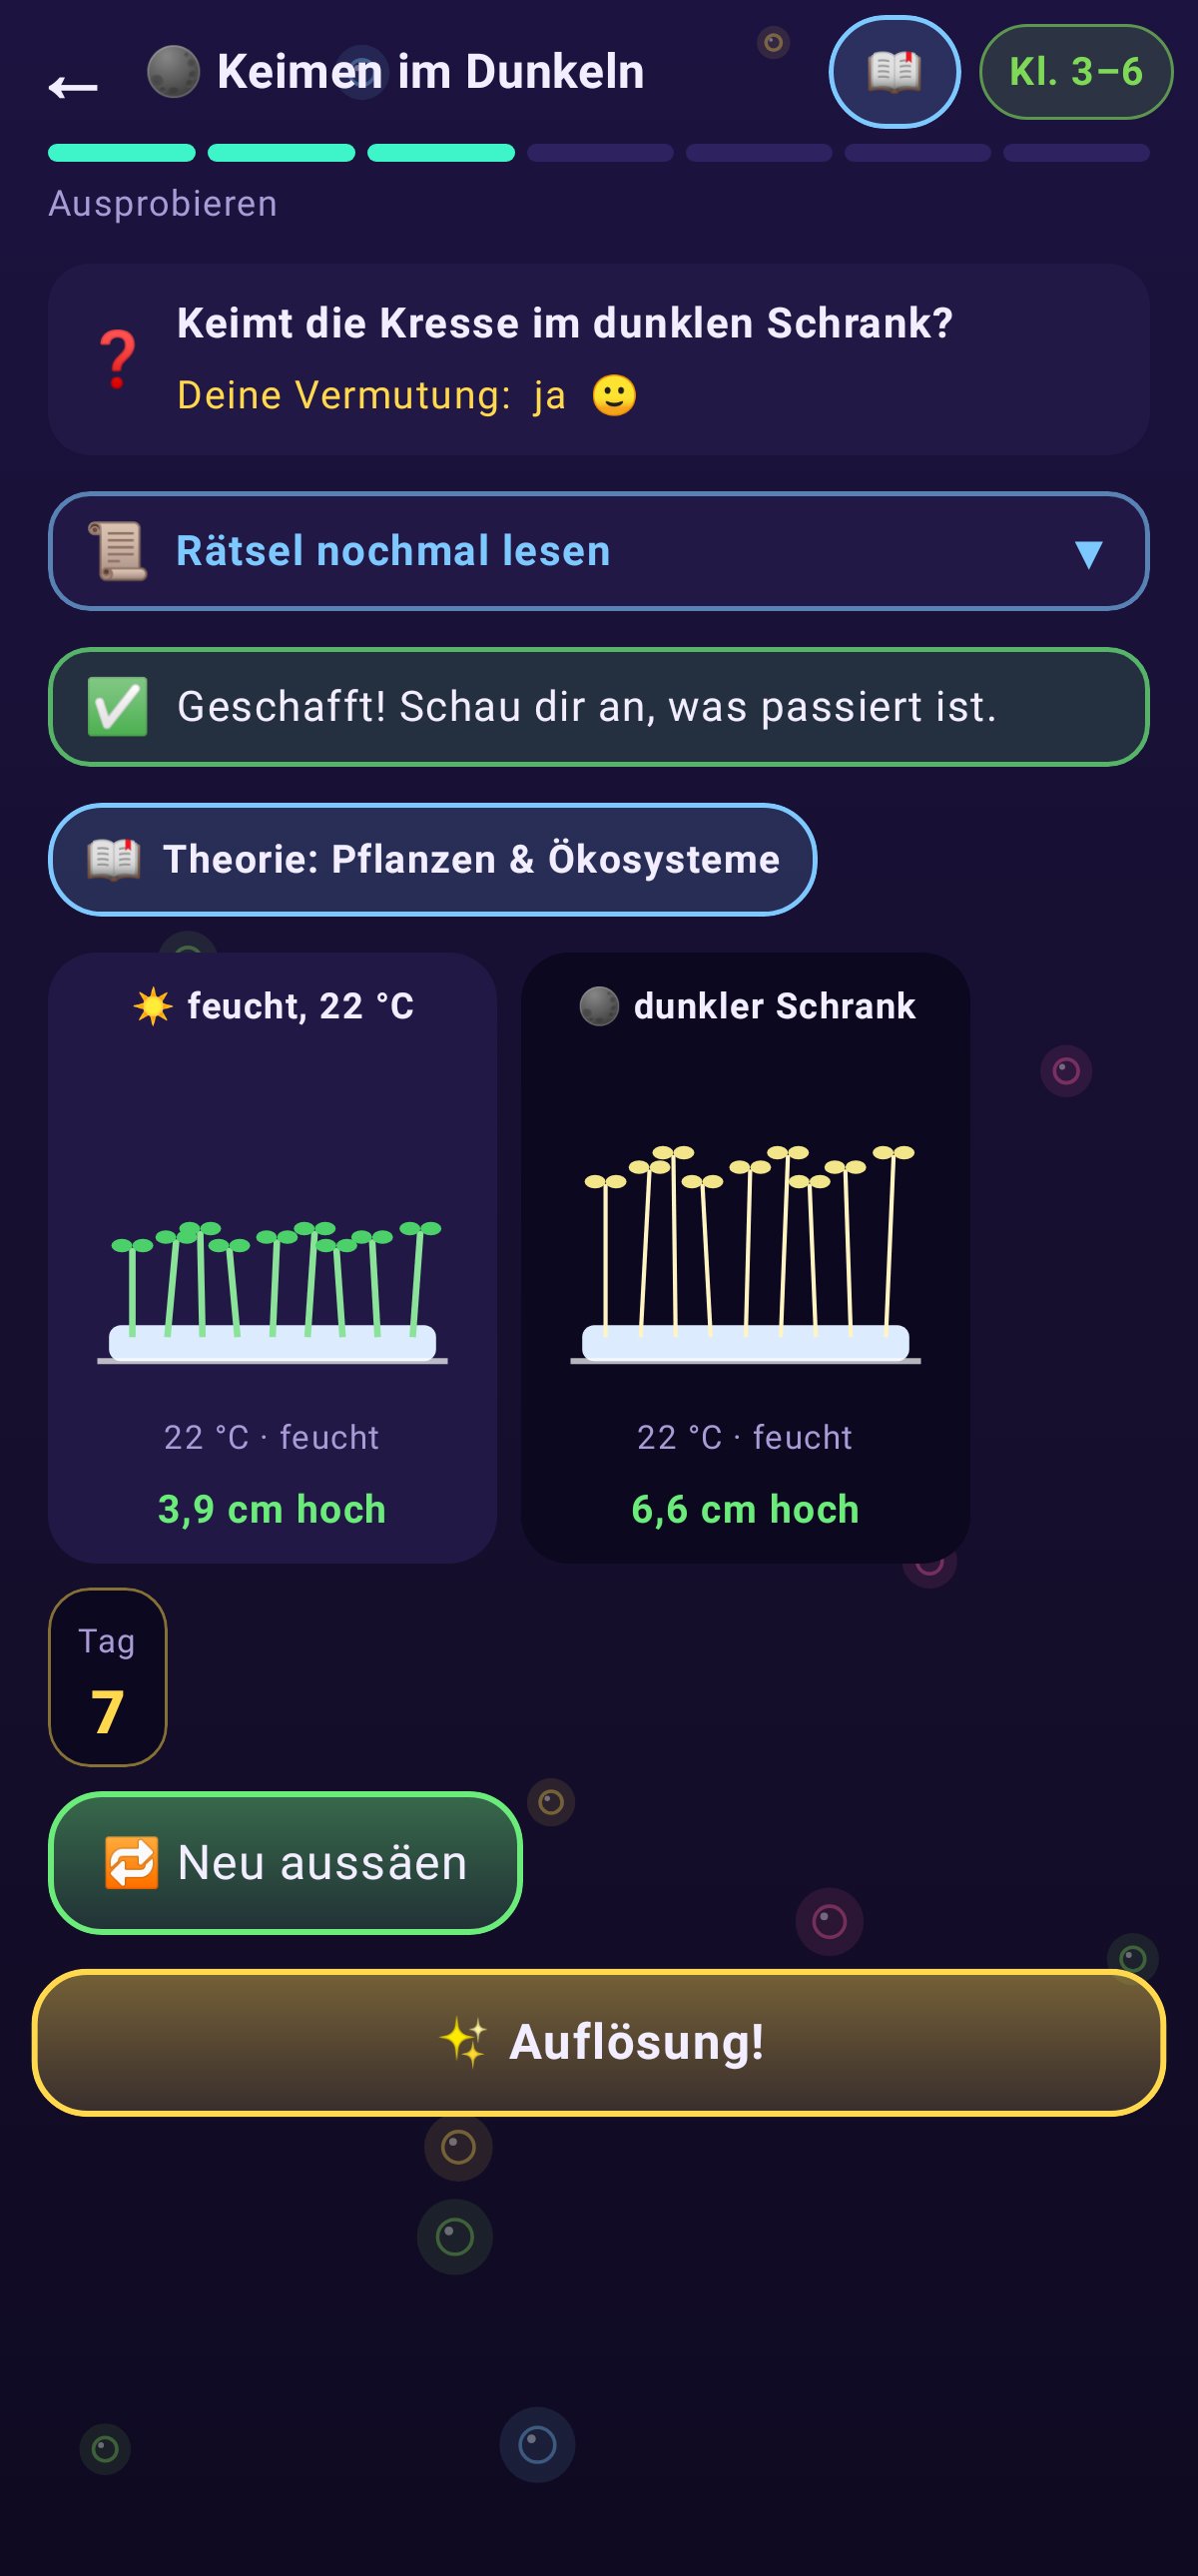 ← Keimen im Dunkeln
Kl. 3–6
Ausprobieren
Keimt die Kresse im dunklen Schrank?
Deine Vermutung: ja
Rätsel nochmal lesen
Geschafft! Schau dir an, was passiert ist.
Theorie: Pflanzen & Ökosysteme
feucht, 22 °C
22 °C · feucht
3,9 cm hoch
dunkler Schrank
22 °C · feucht
6,6 cm hoch
Tag
7
Neu aussäen
Auflösung!